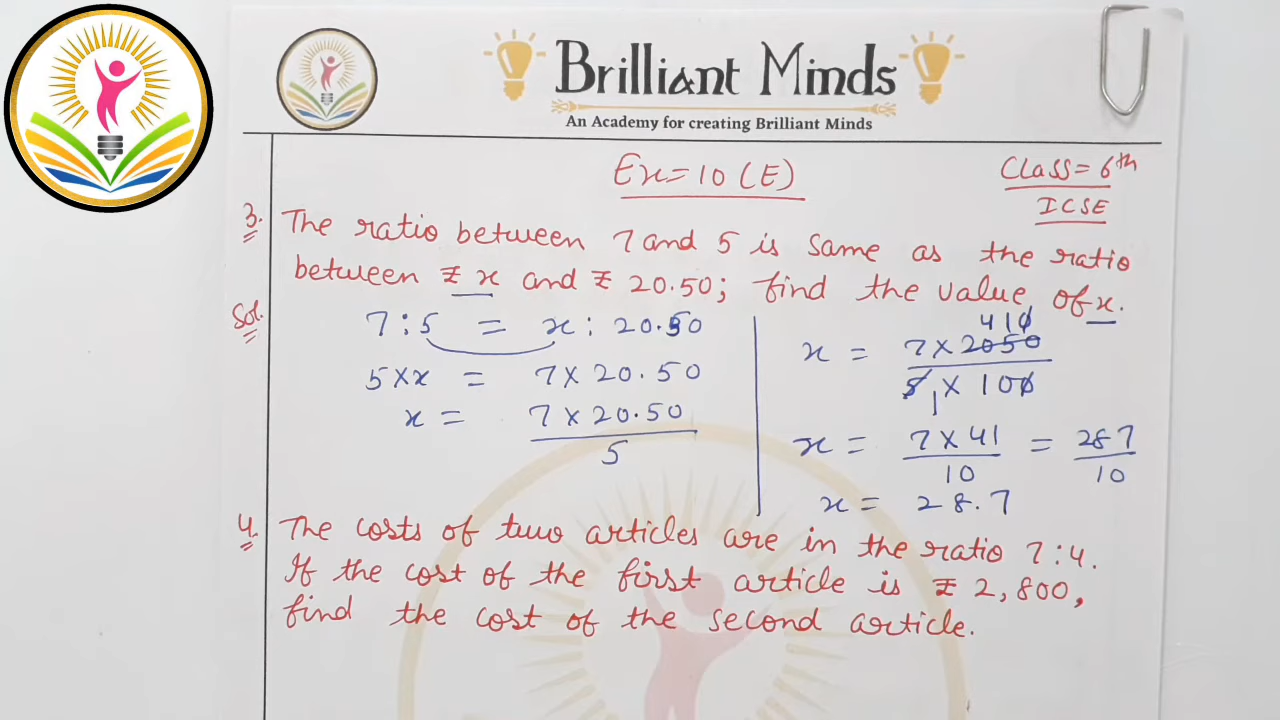 Brilliant Minds
An Academy for creating Brilliant Minds
Ex=10 (E)
Class=6th
ICSE
3. The ratio between 7 and 5 is same as the ratio
between ₹ x and ₹ 20.50; find the value of x.
Sol.
7:5 = x: 20.50
5×x = 7×20.50
x = 7×20.50
5
410
x = 7×2050
5×100
1
x = 7×41 = 287
10 10
x = 28.7
4. The costs of two articles are in the ratio 7:4.
If the cost of the first article is ₹ 2,800,
find the cost of the second article.